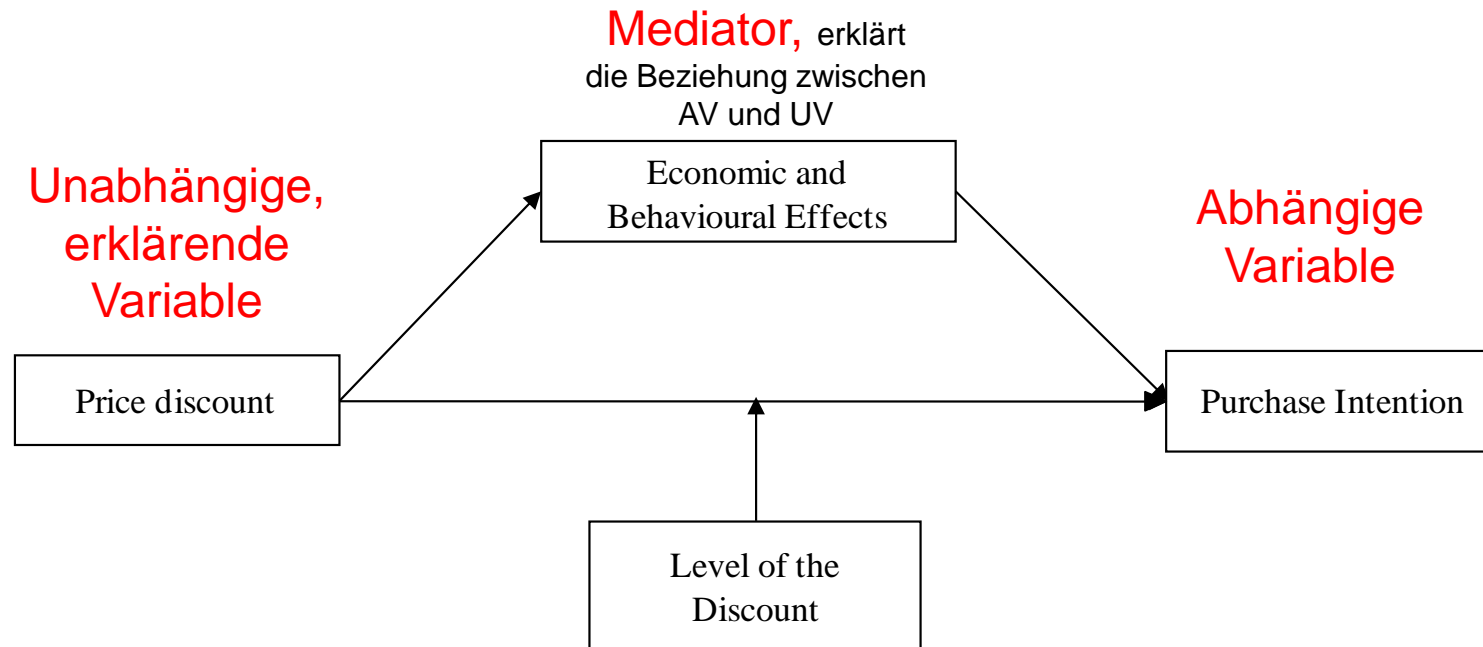 Mediator, erklärt
die Beziehung zwischen
AV und UV
Unabhängige,
erklärende
Variable
Economic and
Behavioural Effects
Abhängige
Variable
Price discount
Purchase Intention
Level of the
Discount